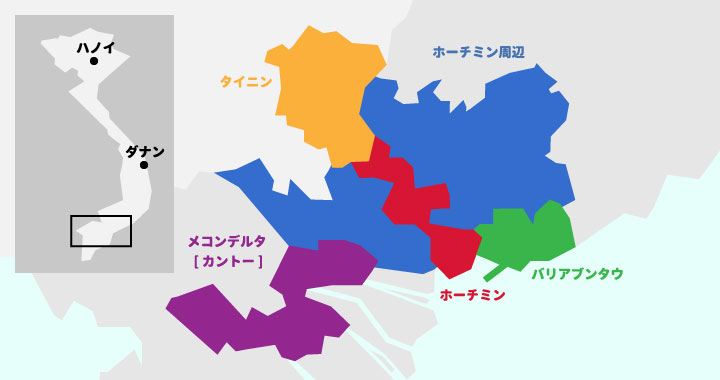 ハノイ
ダナン
タイニン
ホーチミン周辺
メコンデルタ
[ カントー ]
ホーチミン
バリアブンタウ